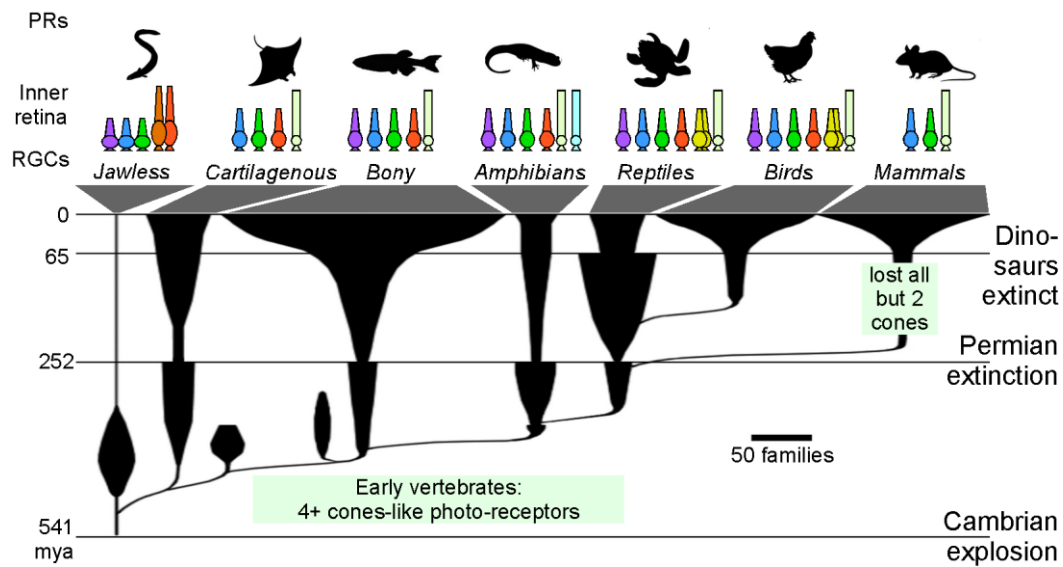 PRs
Inner
retina
RGCs
Jawless
Cartilagenous
Bony
Amphibians
Reptiles
Birds
Mammals
0
65
252
541
mya
Dino-
saurs
extinct
lost all
but 2
cones
Permian
extinction
50 families
Early vertebrates:
4+ cones-like photo-receptors
Cambrian
explosion